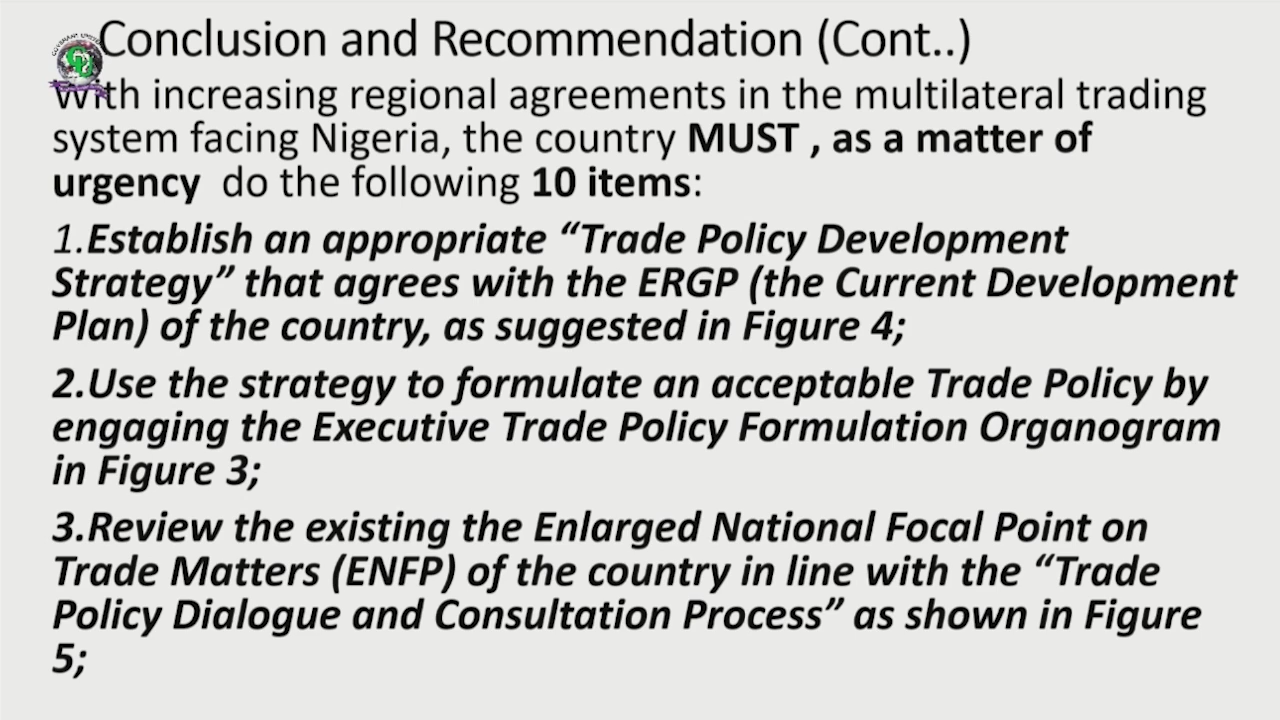 Conclusion and Recommendation (Cont..)
With increasing regional agreements in the multilateral trading
system facing Nigeria, the country MUST , as a matter of
urgency do the following 10 items:
1.Establish an appropriate “Trade Policy Development
Strategy” that agrees with the ERGP (the Current Development
Plan) of the country, as suggested in Figure 4;
2.Use the strategy to formulate an acceptable Trade Policy by
engaging the Executive Trade Policy Formulation Organogram
in Figure 3;
3.Review the existing the Enlarged National Focal Point on
Trade Matters (ENFP) of the country in line with the “Trade
Policy Dialogue and Consultation Process” as shown in Figure
5;